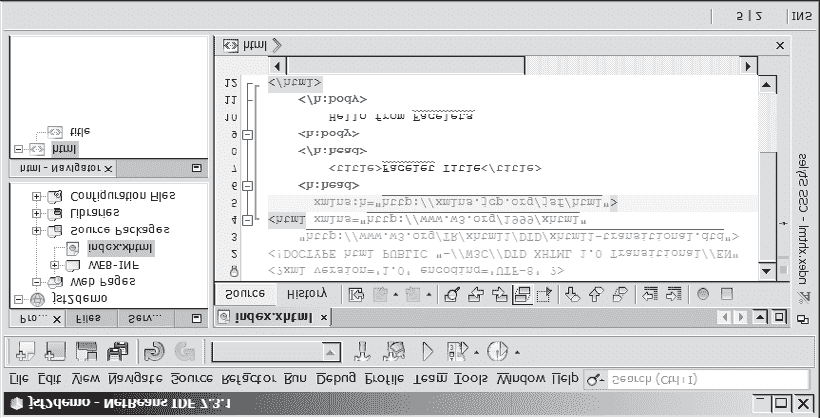 jsf2demo - NetBeans IDE 7.3.1
File Edit View Navigate Source Refactor Run Debug Profile Team Tools Window Help
Search (Ctrl+I)
Pro... × Files Serv...
jsf2demo
Web Pages
WEB-INF
index.xhtml
Source Packages
Libraries
Configuration Files
html - Navigator ×
html
title
index.xhtml ×
Source History
<?xml version='1.0' encoding='UTF-8' ?>
2 <!DOCTYPE html PUBLIC "-//W3C//DTD XHTML 1.0 Transitional//EN"
3 "http://www.w3.org/TR/xhtml1/DTD/xhtml1-transitional.dtd">
4 <html xmlns="http://www.w3.org/1999/xhtml"
5 xmlns:h="http://xmlns.jcp.org/jsf/html">
6 <h:head>
7 <title>Facelet Title</title>
8 </h:head>
9 <h:body>
10 Hello from Facelets
11 </h:body>
12 </html>
html
index.xhtml - CSS Styles
5 | 2 INS